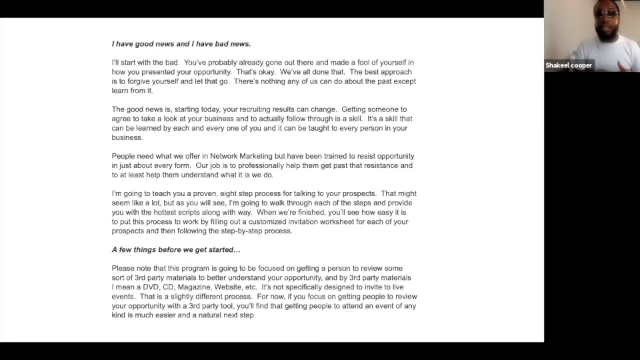 I have good news and I have bad news.
I'll start with the bad. You've probably already gone out there and made a fool of yourself in
how you presented your opportunity. That's okay. We've all done that. The best approach
is to forgive yourself and let that go. There's nothing any of us can do about the past except
learn from it.
The good news is, starting today, your recruiting results can change. Getting someone to
agree to take a look at your business and to actually follow through is a skill. It's a skill that
can be learned by each and every one of you and it can be taught to every person in your
business.
People need what we offer in Network Marketing but have been trained to resist opportunity
in just about every form. Our job is to professionally help them get past that resistance and
to at least help them understand what it is we do.
I'm going to teach you a proven, eight step process for talking to your prospects. That might
seem like a lot, but as you will see, I'm going to walk through each of the steps and provide
you with the hottest scripts along with way. When we're finished, you'll see how easy it is
to put this process to work by filling out a customized invitation worksheet for each of your
prospects and then following the step-by-step process.
A few things before we get started...
Please note that this program is going to be focused on getting a person to review some
sort of 3rd party materials to better understand your opportunity, and by 3rd party materials
I mean a DVD, CD, Magazine, Website, etc. It's not specifically designed to invite to live
events. That is a slightly different process. For now, if you focus on getting people to review
your opportunity with a 3rd party tool, you'll find that getting people to attend an event of any
kind is much easier and a natural next step.
Shakeel cooper